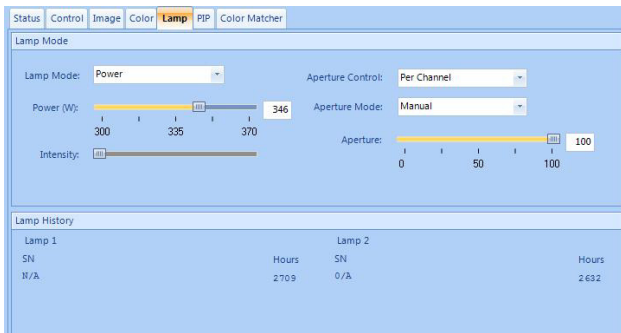 Status Control Image Color Lamp PIP Color Matcher
Lamp Mode
Lamp Mode: Power
Aperture Control: Per Channel
Power (W): 346
300 335 370
Aperture Mode: Manual
Intensity:
Aperture: 100
0 50 100
Lamp History
Lamp 1 Lamp 2
SN Hours SN Hours
N/A 2709 0/A 2632